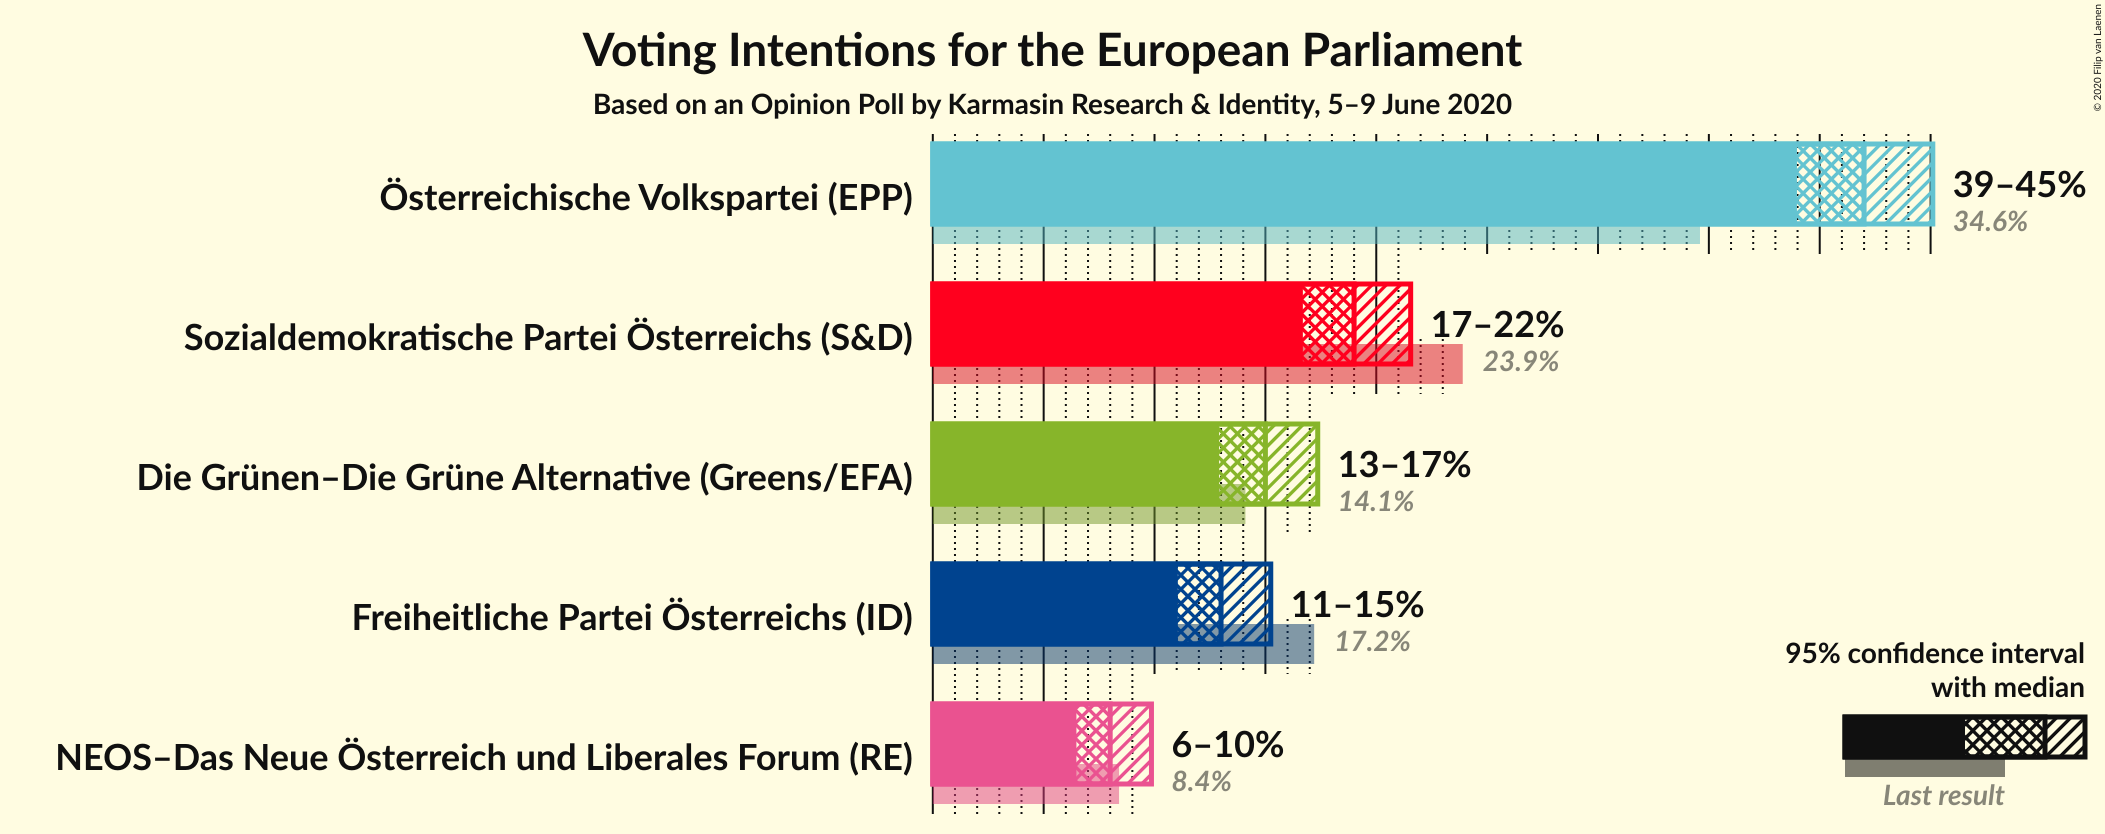 Voting Intentions for the European Parliament
Based on an Opinion Poll by Karmasin Research & Identity, 5–9 June 2020
© 2020 Filip van Laenen
Österreichische Volkspartei (EPP)
39–45%
34.6%
Sozialdemokratische Partei Österreichs (S&D)
17–22%
23.9%
Die Grünen–Die Grüne Alternative (Greens/EFA)
13–17%
14.1%
Freiheitliche Partei Österreichs (ID)
11–15%
17.2%
NEOS–Das Neue Österreich und Liberales Forum (RE)
6–10%
8.4%
95% confidence interval
with median
Last result